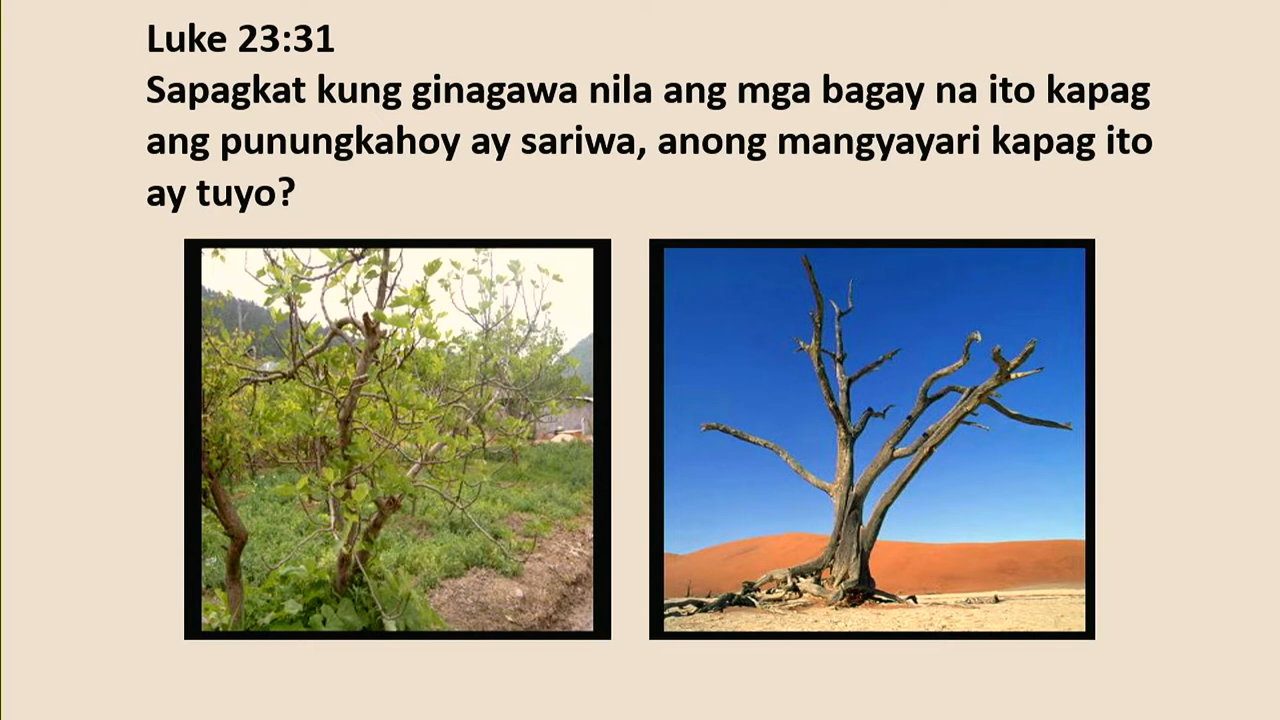 Luke 23:31
Sapagkat kung ginagawa nila ang mga bagay na ito kapag
ang punungkahoy ay sariwa, anong mangyayari kapag ito
ay tuyo?